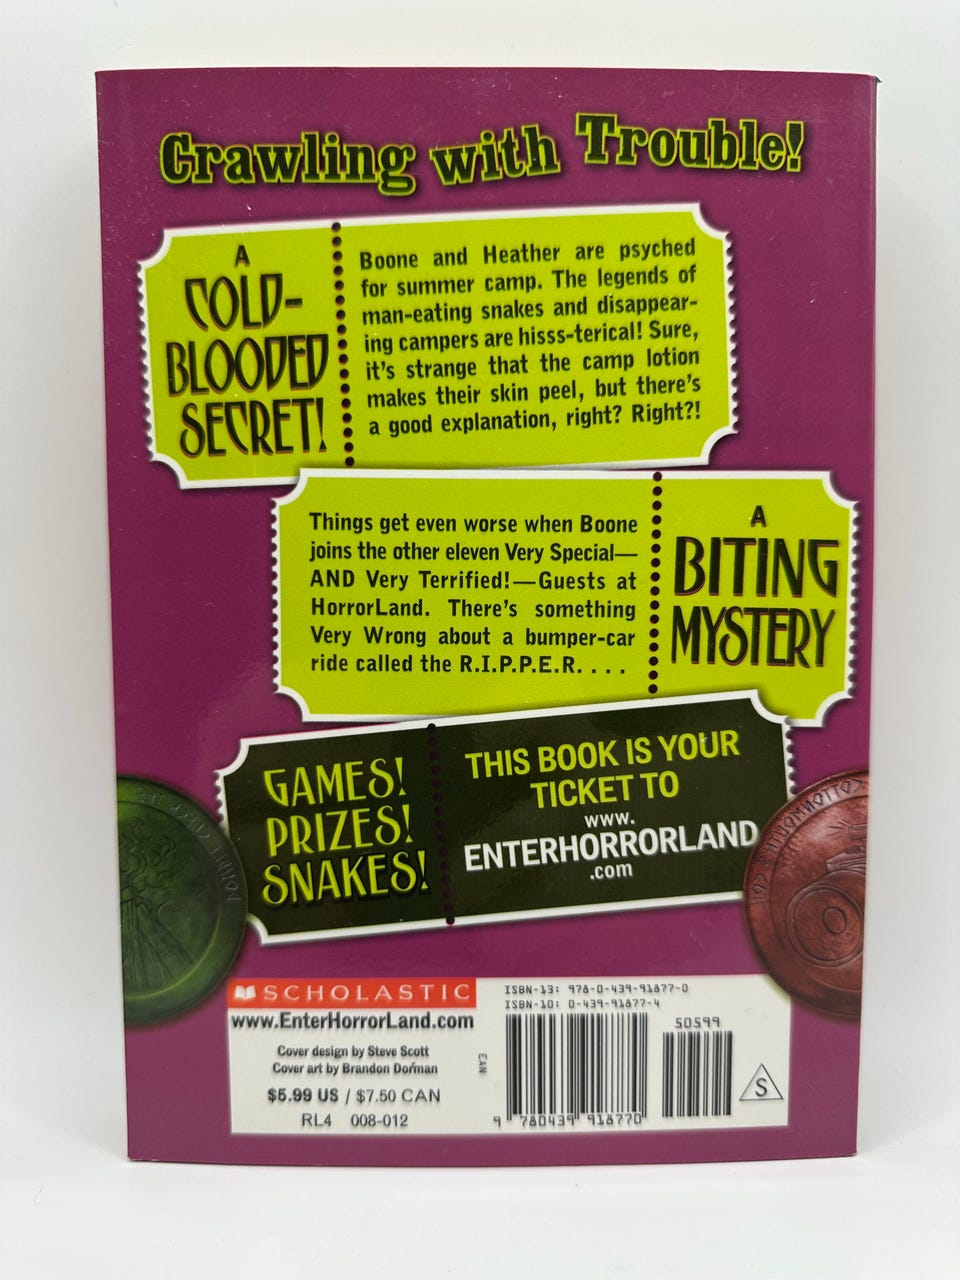 Crawling with Trouble!
A
COLD-
BLOODED
SECRET!
Boone and Heather are psyched
for summer camp. The legends of
man-eating snakes and disappear-
ing campers are hisss-terical! Sure,
it's strange that the camp lotion
makes their skin peel, but there's
a good explanation, right? Right?!
Things get even worse when Boone
joins the other eleven Very Special—
AND Very Terrified!—Guests at
HorrorLand. There's something
Very Wrong about a bumper-car
ride called the R.I.P.P.E.R. . . .
A
BITING
MYSTERY
GAMES!
PRIZES!
SNAKES!
THIS BOOK IS YOUR
TICKET TO
www.
ENTERHORRORLAND
.com
SCHOLASTIC
www.EnterHorrorLand.com
Cover design by Steve Scott
Cover art by Brandon Dorman
$5.99 US / $7.50 CAN
RL4 008-012
EAN
ISBN-13: 978-0-439-91877-0
ISBN-10: 0-439-91877-4
50599
9 780439 918770
S